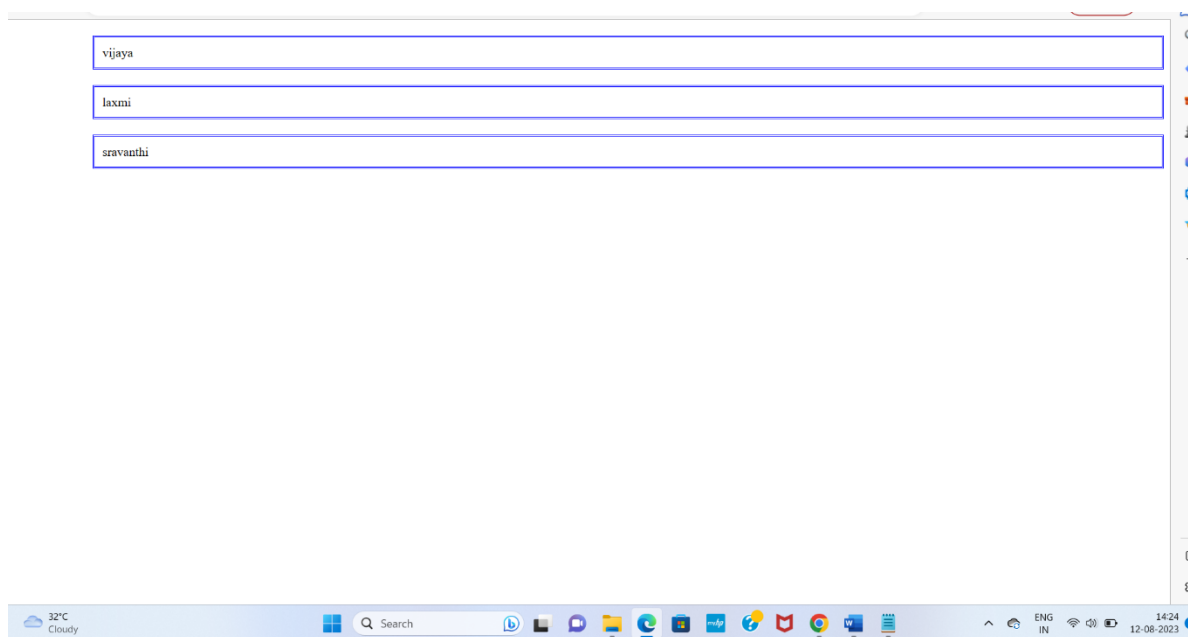 vijaya
laxmi
sravanthi
32°C
Cloudy
Search
ENG
IN
14:24
12-08-2023